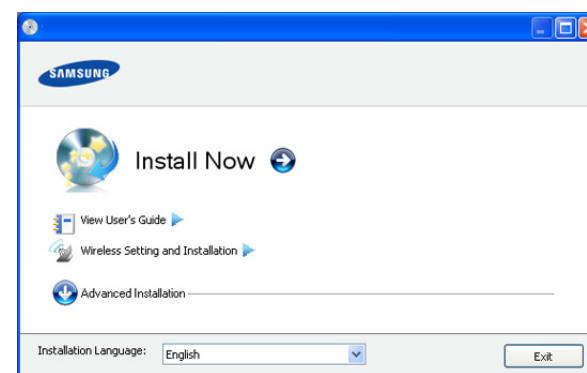 SAMSUNG
Install Now
View User's Guide
Wireless Setting and Installation
Advanced Installation
Installation Language: English
Exit